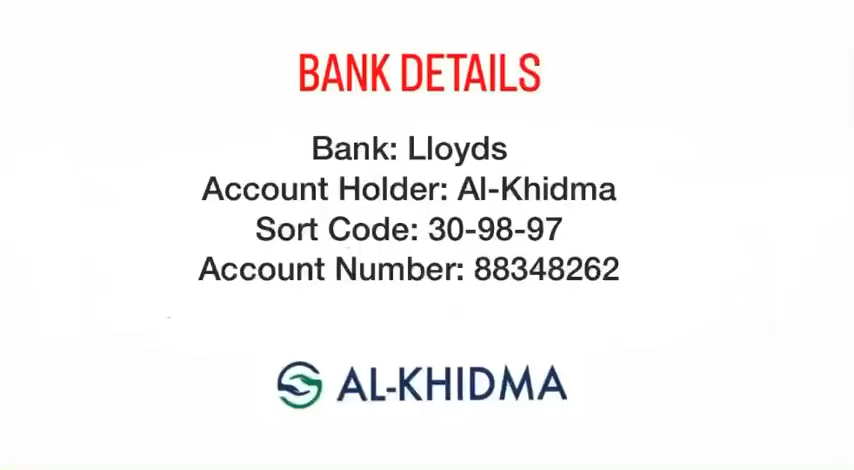 BANK DETAILS
Bank: Lloyds
Account Holder: Al-Khidma
Sort Code: 30-98-97
Account Number: 88348262
AL-KHIDMA